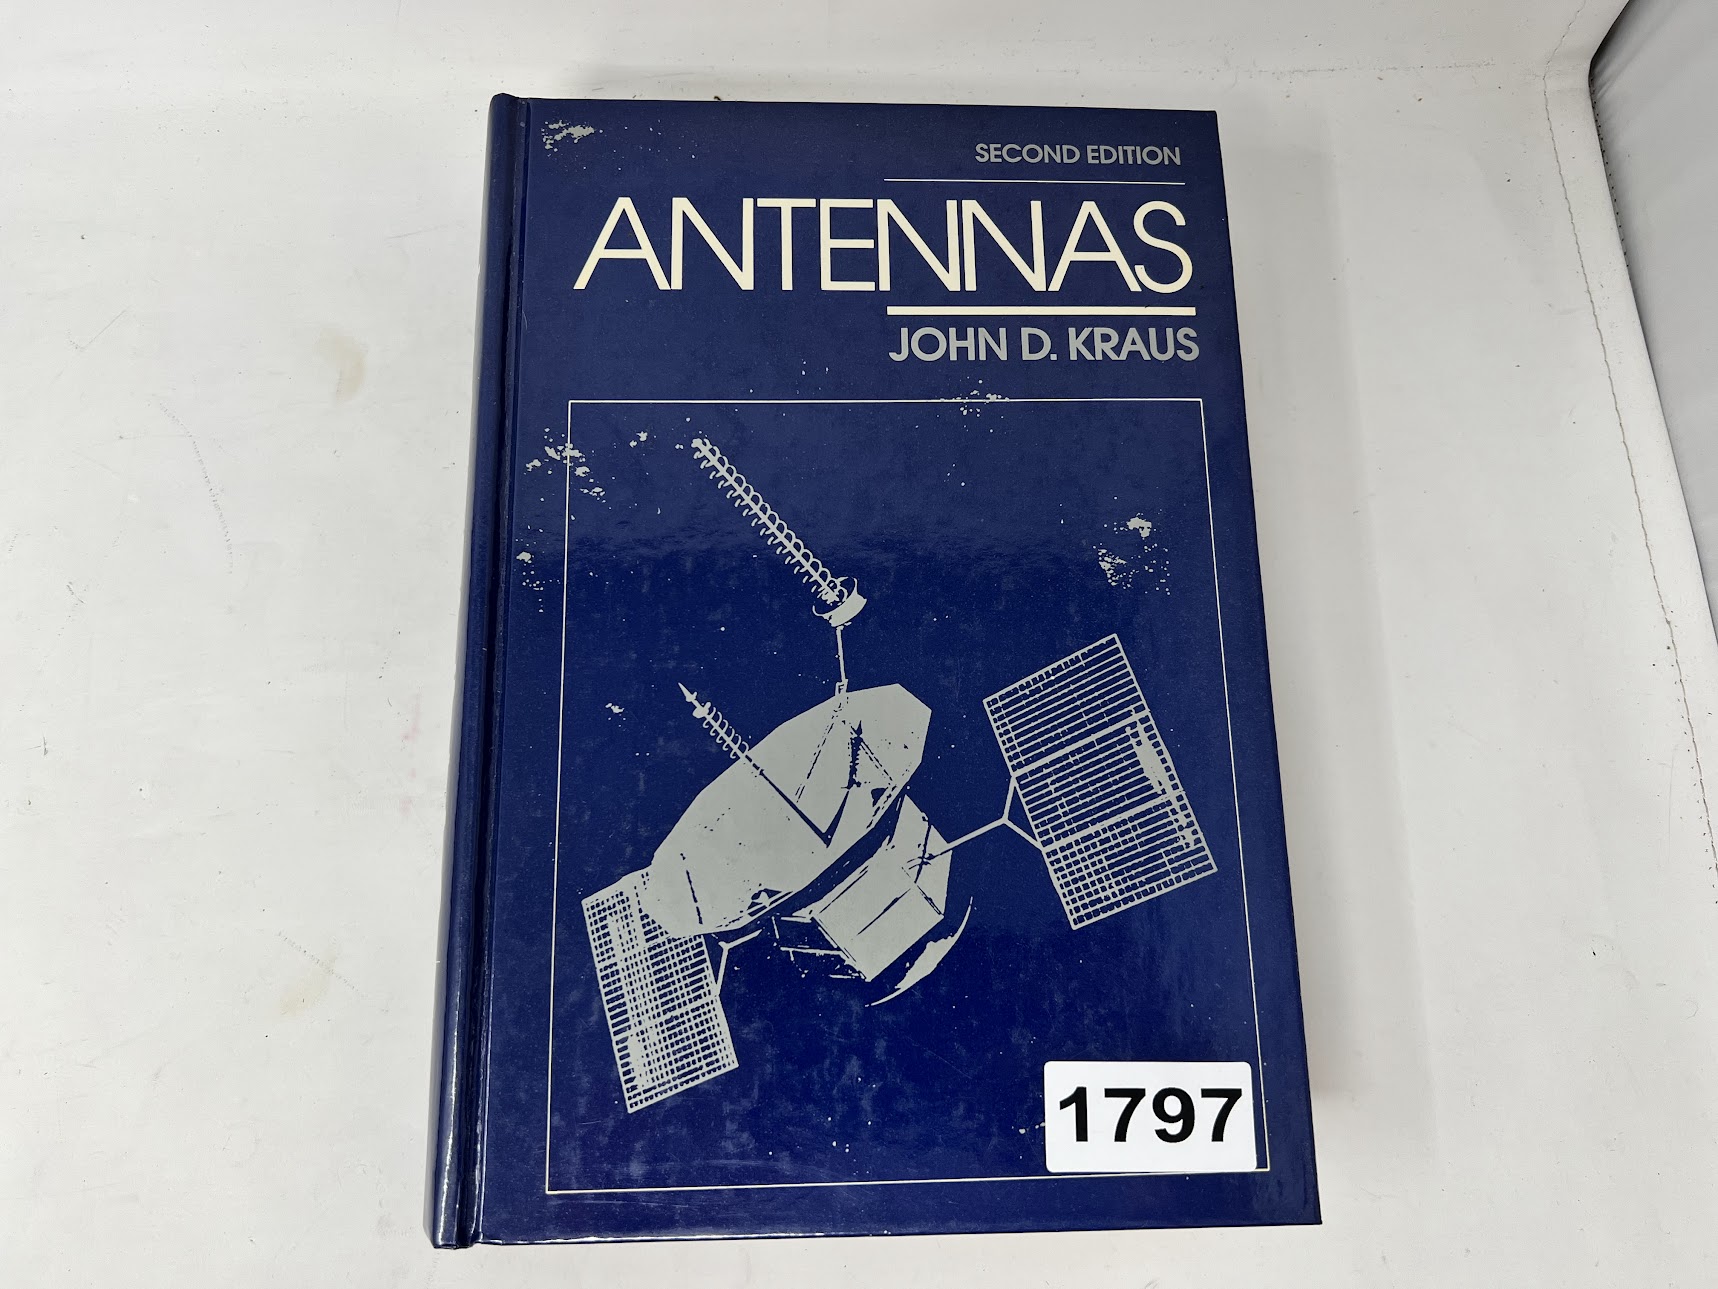 SECOND EDITION
ANTENNAS
JOHN D. KRAUS
1797